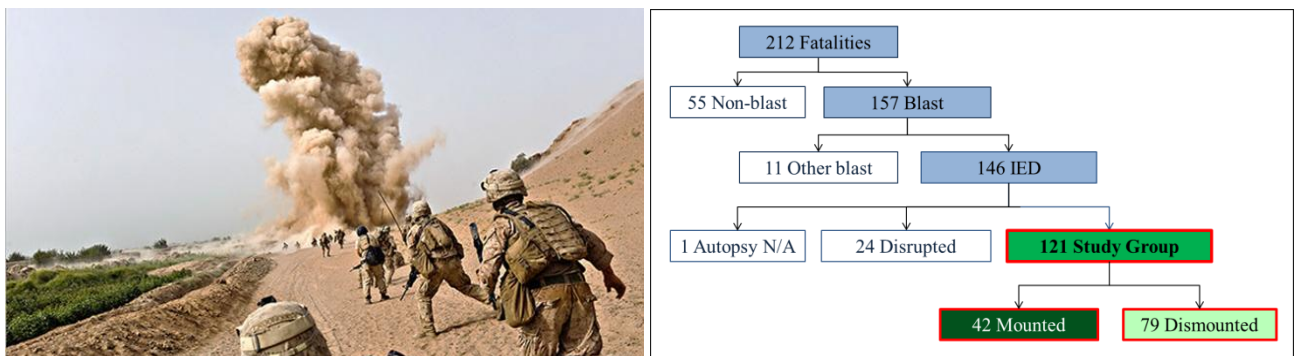 212 Fatalities
55 Non-blast
157 Blast
11 Other blast
146 IED
1 Autopsy N/A
24 Disrupted
121 Study Group
42 Mounted
79 Dismounted